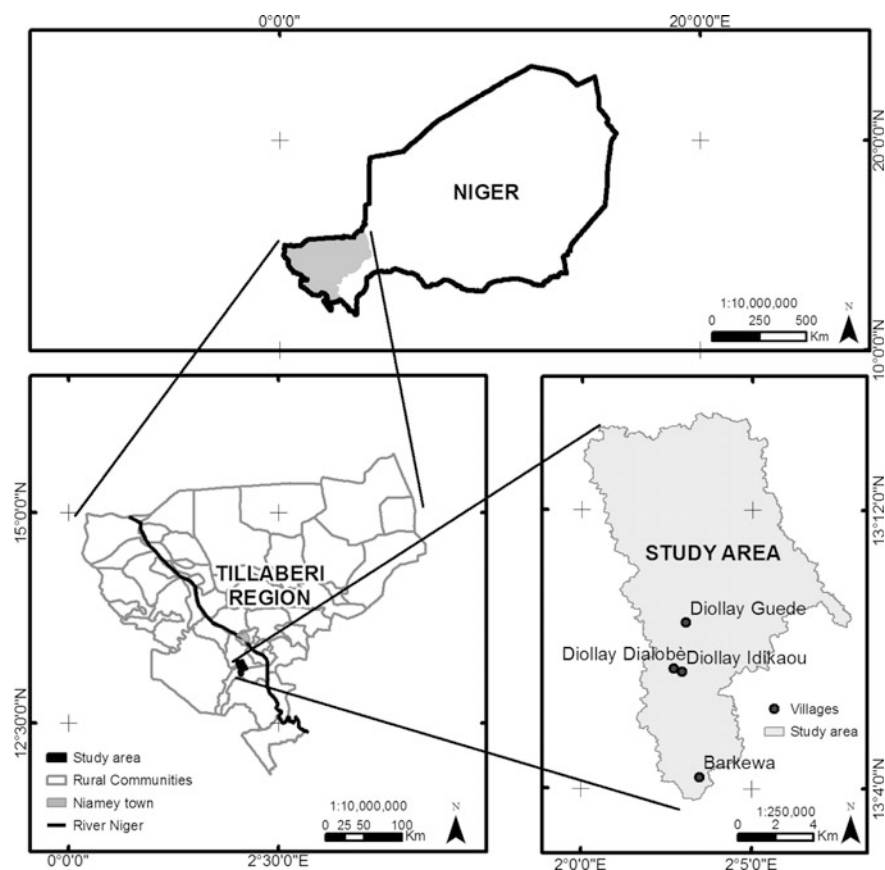 0°0'0"
20°0'0"E
20°0'0"N
NIGER
1:10,000,000
N
0 250 500
Km
10°0'0"N
15°0'0"N
TILLABERI
REGION
12°30'0"N
Study area
Rural Communities
Niamey town
River Niger
1:10,000,000
N
0 25 50 100
Km
0°0'0"
2°30'0"E
13°12'0"N
STUDY AREA
Diollay Guede
Diollay Dialobè
Diollay Idikaou
Villages
Study area
Barkewa
1:250,000
N
0 2 4
Km
13°4'0"N
2°0'0"E
2°5'0"E